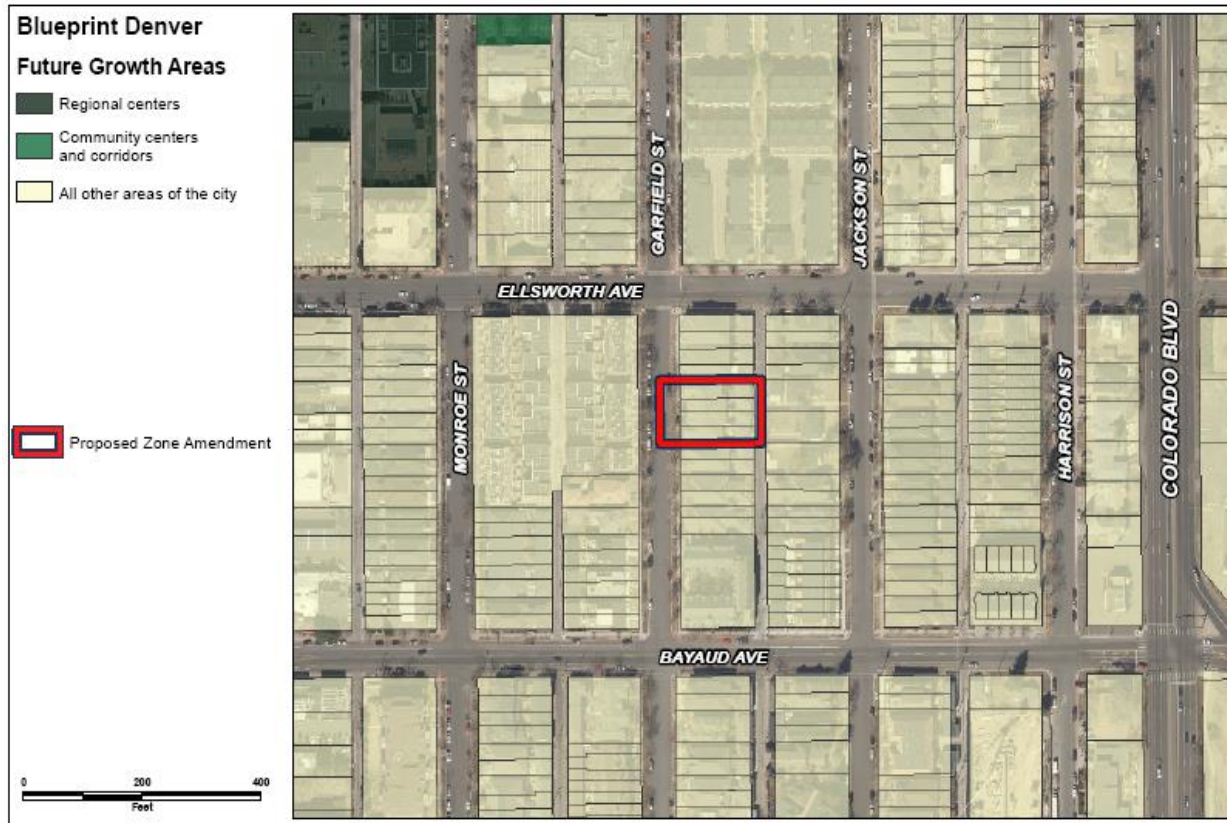 Blueprint Denver
Future Growth Areas
Regional centers
Community centers
and corridors
All other areas of the city
Proposed Zone Amendment
0 200 400
Feet
GARFIELD ST
JACKSON ST
ELLSWORTH AVE
MONROE ST
HARRISON ST
COLORADO BLVD
BAYAUD AVE